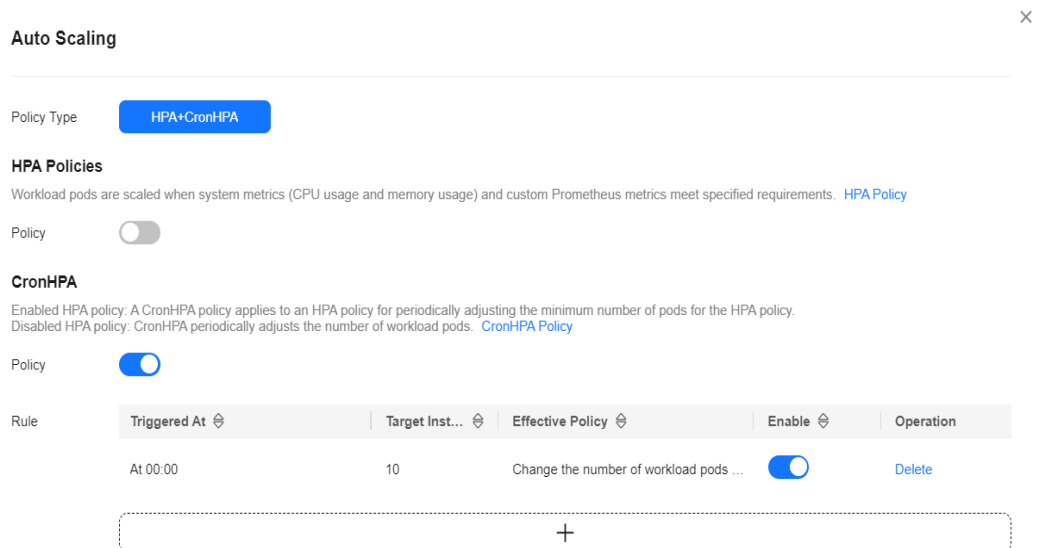 Auto Scaling
Policy Type HPA+CronHPA
HPA Policies
Workload pods are scaled when system metrics (CPU usage and memory usage) and custom Prometheus metrics meet specified requirements. HPA Policy
Policy
CronHPA
Enabled HPA policy: A CronHPA policy applies to an HPA policy for periodically adjusting the minimum number of pods for the HPA policy.
Disabled HPA policy: CronHPA periodically adjusts the number of workload pods. CronHPA Policy
Policy
Rule Triggered At Target Inst... Effective Policy Enable Operation
At 00:00 10 Change the number of workload pods ... Delete